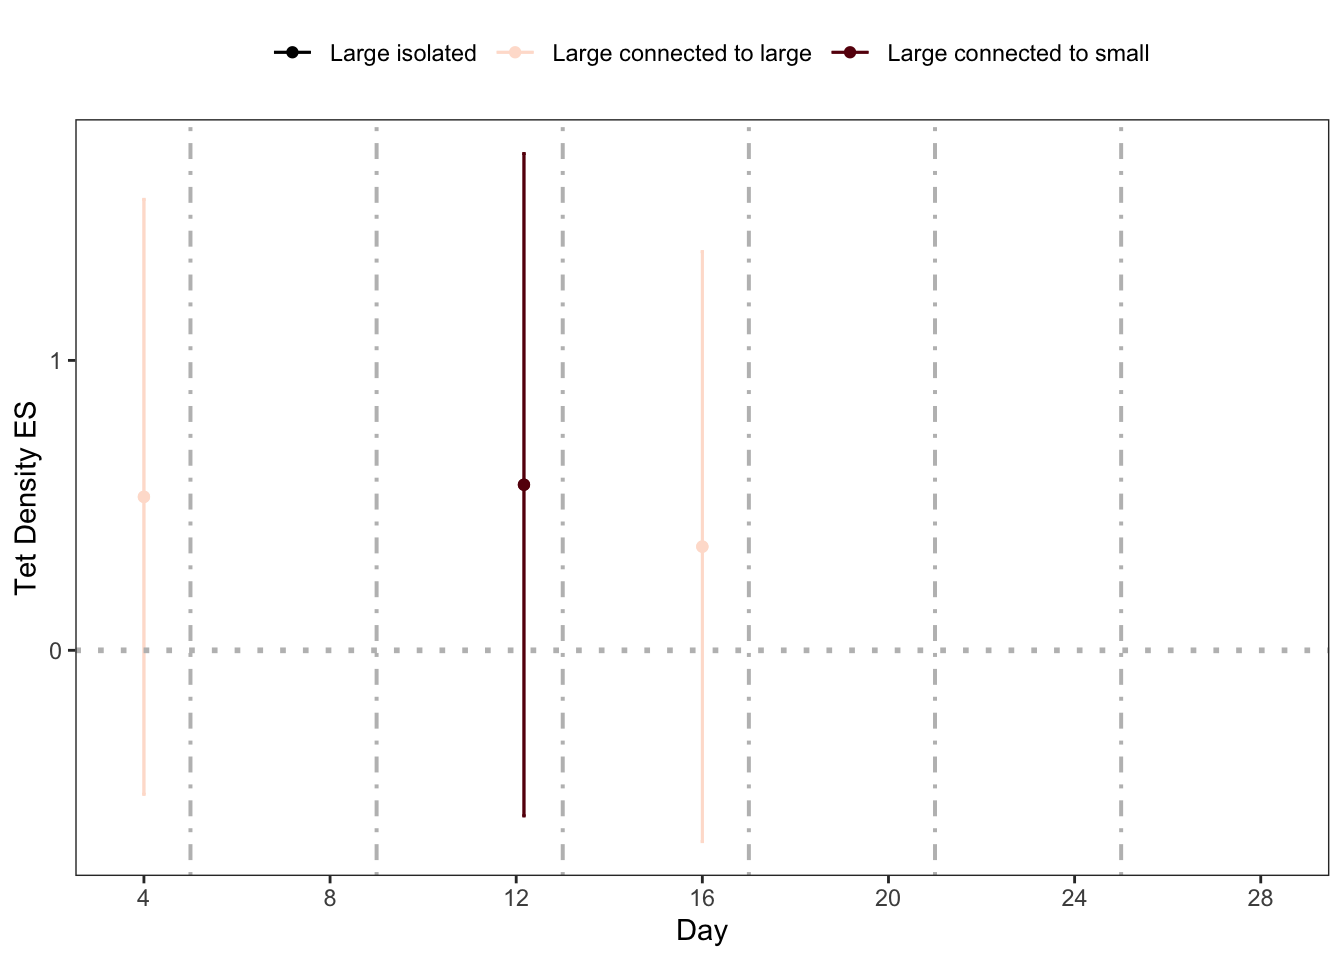 Large isolated Large connected to large Large connected to small
Tet Density ES
1
0
4 8 12 16 20 24 28
Day